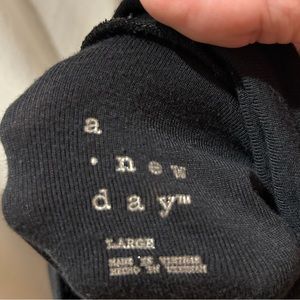 a
• new
day™
LARGE
MADE IN VIETNAM
HECHO EN VIETNAM